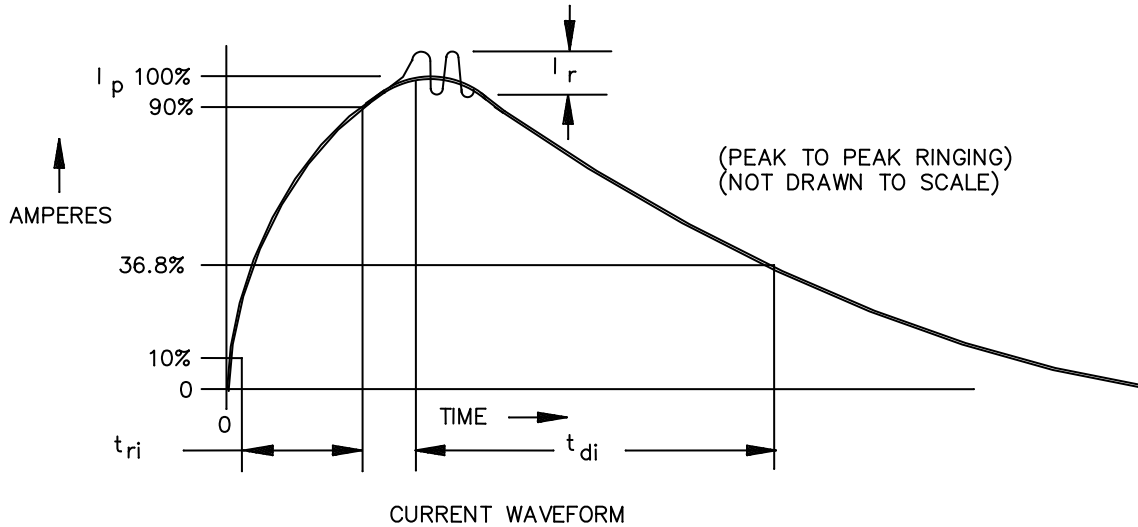 I p 100%
I r
90%
(PEAK TO PEAK RINGING)
(NOT DRAWN TO SCALE)
AMPERES
36.8%
10%
0
0
TIME
t ri
t di
CURRENT WAVEFORM